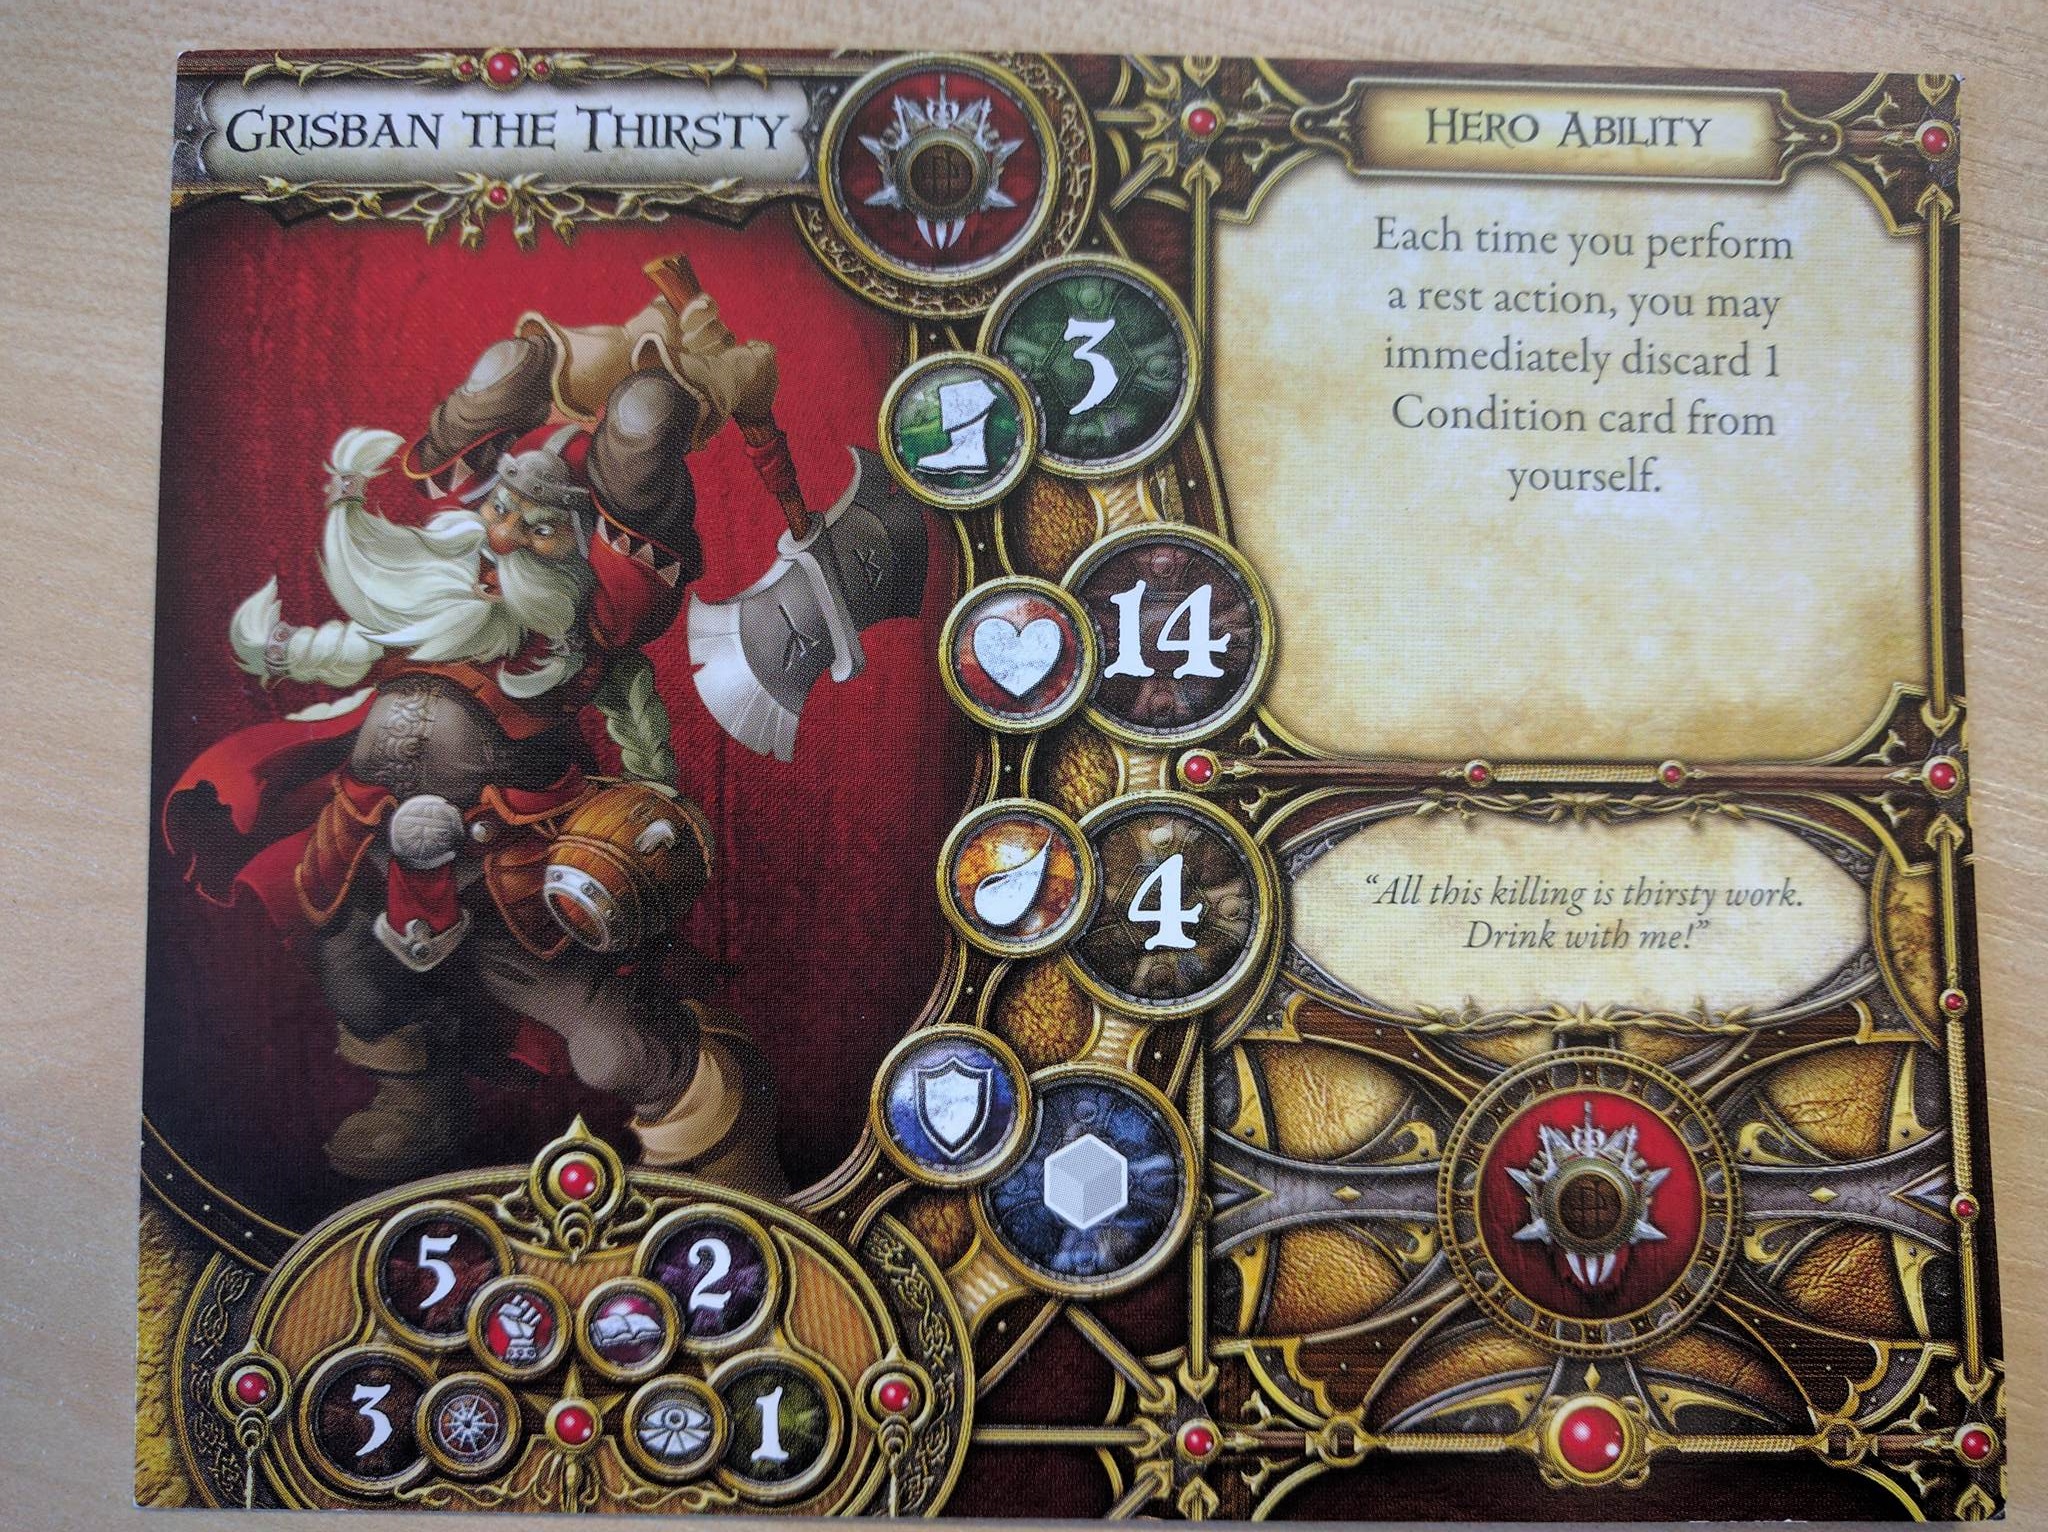 GRISBAN THE THIRSTY
3
14
4
5
2
3
1
HERO ABILITY
Each time you perform
a rest action, you may
immediately discard 1
Condition card from
yourself.
“All this killing is thirsty work.
Drink with me!”